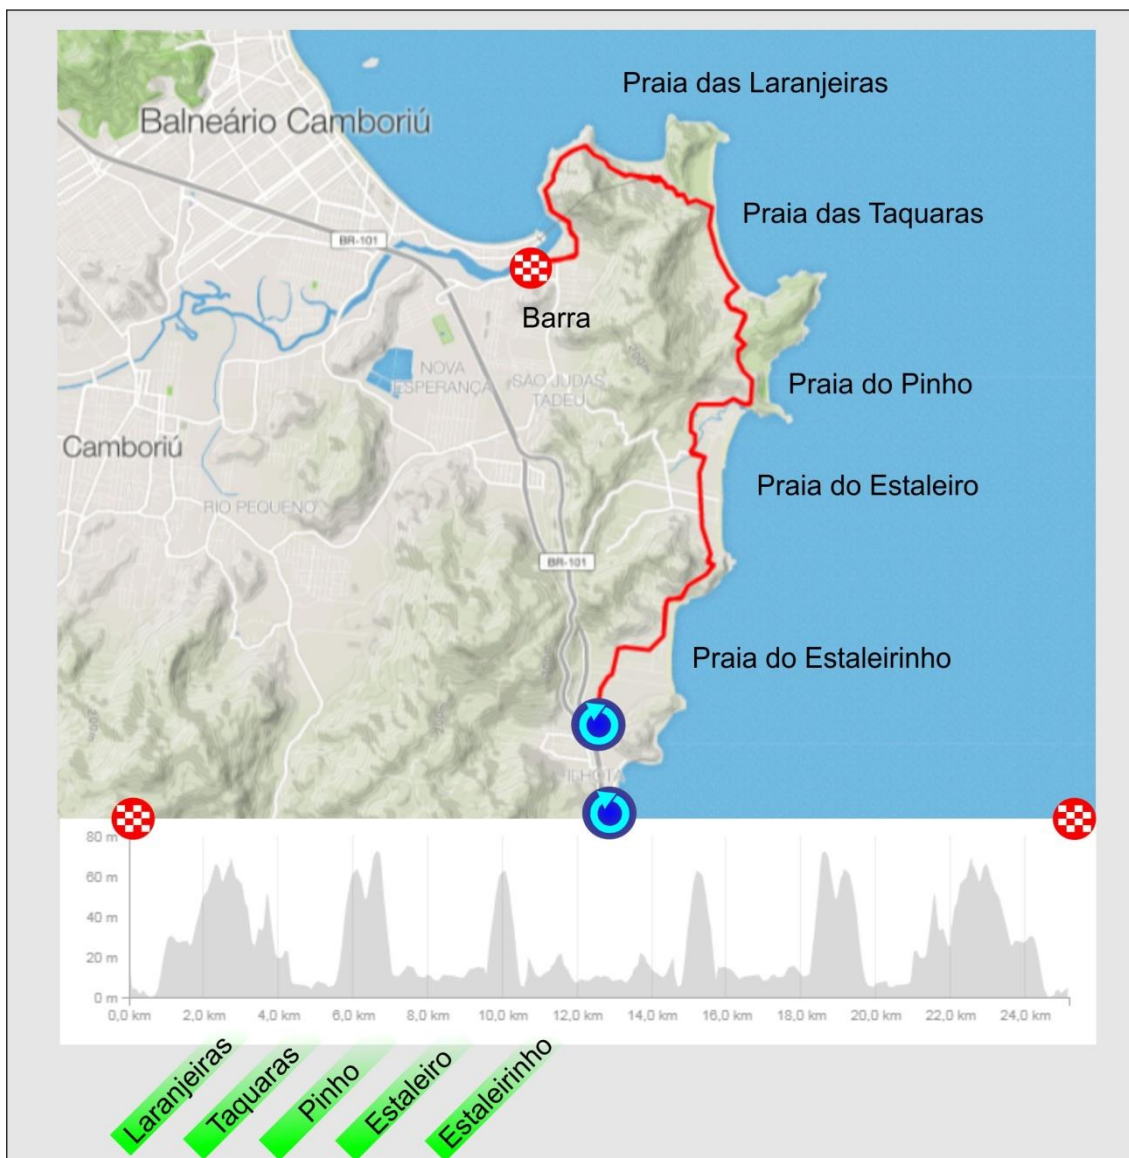 Praia das Laranjeiras
Balneário Camboriú
Praia das Taquaras
BR-101
Barra
NOVA
ESPERANÇA
SÃO JUDAS
TADEU
200m
Praia do Pinho
Camboriú
Praia do Estaleiro
RIO PEQUENO
BR-101
Praia do Estaleirinho
200m
ILHOTA
80 m
60 m
40 m
20 m
0 m
0,0 km 2,0 km 4,0 km 6,0 km 8,0 km 10,0 km 12,0 km 14,0 km 16,0 km 18,0 km 20,0 km 22,0 km 24,0 km
Laranjeiras
Taquaras
Pinho
Estaleiro
Estaleirinho